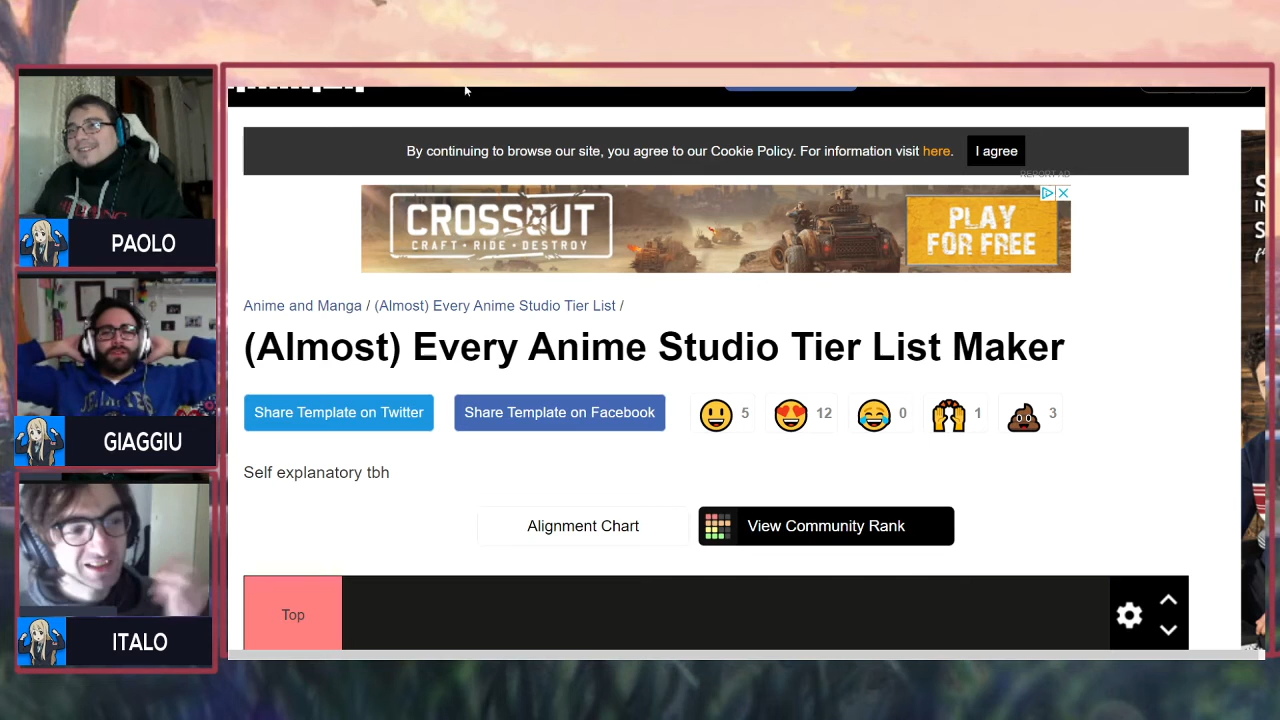 PAOLO
GIAGGIU
ITALO
By continuing to browse our site, you agree to our Cookie Policy. For information visit here. I agree
REPORT AD
CROSSOUT
CRAFT • RIDE • DESTROY
PLAY
FOR FREE
Anime and Manga / (Almost) Every Anime Studio Tier List /
(Almost) Every Anime Studio Tier List Maker
Share Template on Twitter Share Template on Facebook 5 12 0 1 3
Self explanatory tbh
Alignment Chart View Community Rank
Top